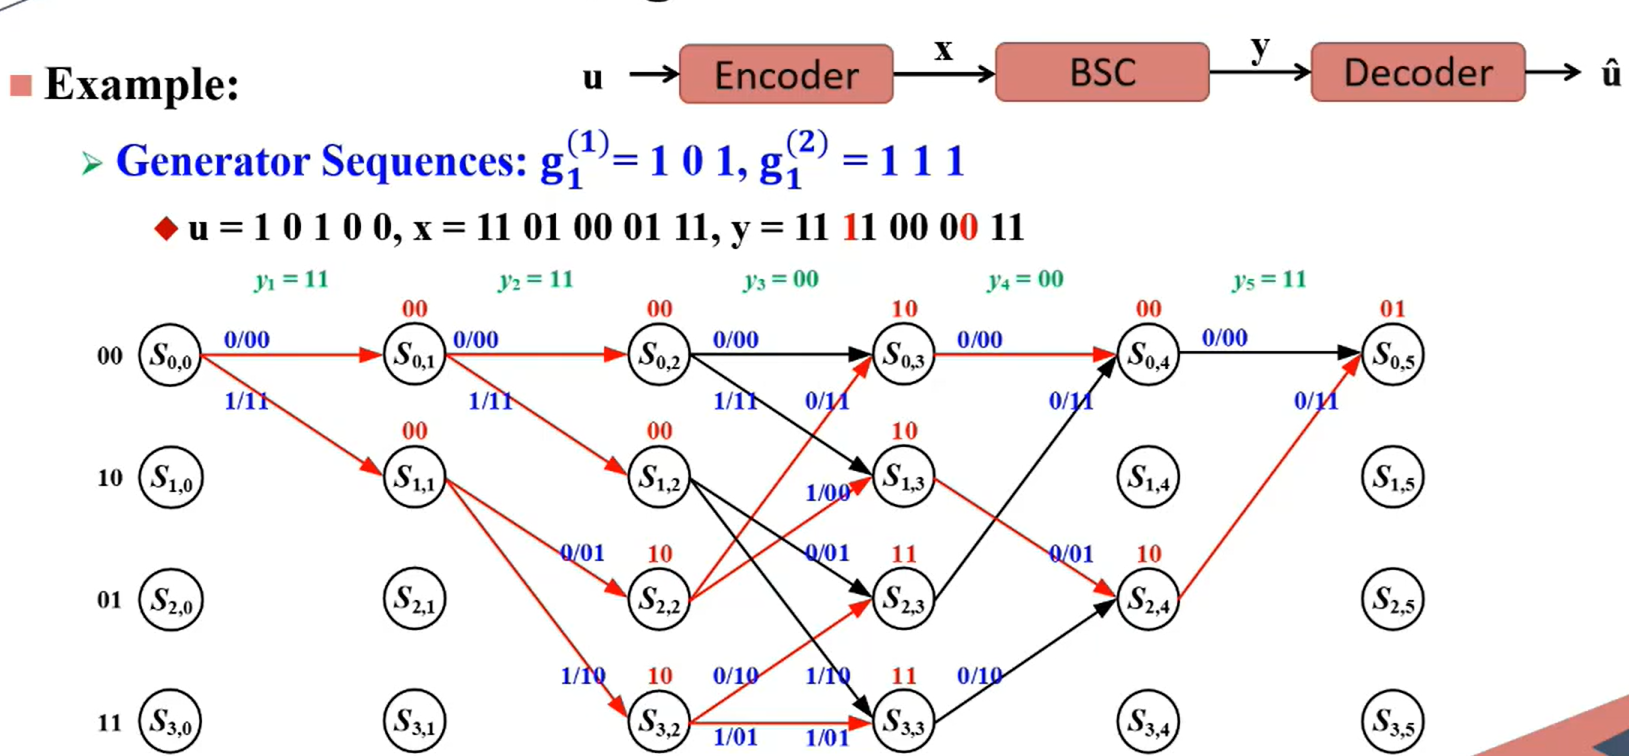 x y
u Encoder BSC Decoder û
Example:
Generator Sequences: g₁⁽¹⁾= 1 0 1, g₁⁽²⁾ = 1 1 1
u = 1 0 1 0 0, x = 11 01 00 01 11, y = 11 11 00 00 11
y₁ = 11 y₂ = 11 y₃ = 00 y₄ = 00 y₅ = 11
00 00 10 00 01
0/00 0/00 0/00 0/00 0/00
00 S₀,₀ S₀,₁ S₀,₂ S₀,₃ S₀,₄ S₀,₅
1/11 1/11 1/11 0/11 0/11 0/11
00 00 10
10 S₁,₀ S₁,₁ S₁,₂ S₁,₃ S₁,₄ S₁,₅
1/00
0/01 10 0/01 11 0/01 10
01 S₂,₀ S₂,₁ S₂,₂ S₂,₃ S₂,₄ S₂,₅
1/10 10 0/10 1/10 11 0/10
11 S₃,₀ S₃,₁ S₃,₂ S₃,₃ S₃,₄ S₃,₅
1/01 1/01